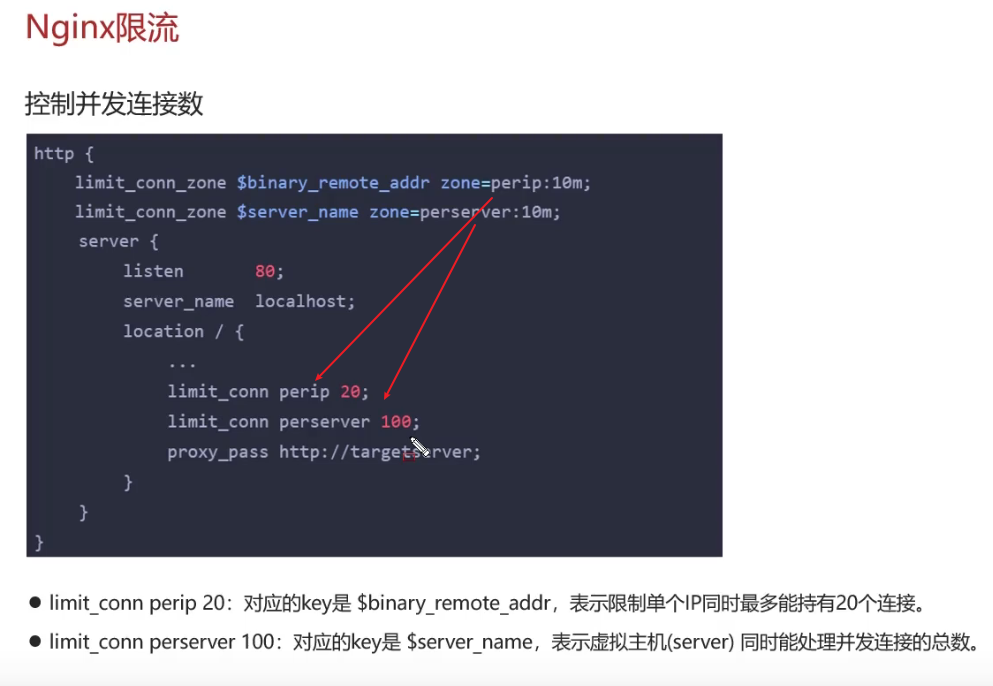 Nginx限流
控制并发连接数
http {
limit_conn_zone $binary_remote_addr zone=perip:10m;
limit_conn_zone $server_name zone=perserver:10m;
server {
listen 80;
server_name localhost;
location / {
...
limit_conn perip 20;
limit_conn perserver 100;
proxy_pass http://targetserver;
}
}
}
● limit_conn perip 20：对应的key是 $binary_remote_addr，表示限制单个IP同时最多能持有20个连接。
● limit_conn perserver 100：对应的key是 $server_name，表示虚拟主机(server) 同时能处理并发连接的总数。